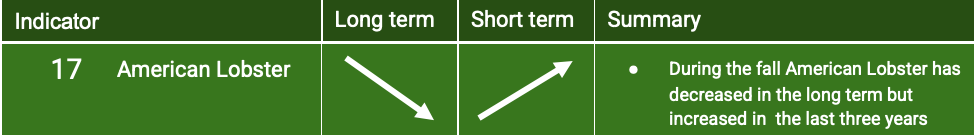 Indicator Long term Short term Summary
17 American Lobster
• During the fall American Lobster has
decreased in the long term but
increased in the last three years